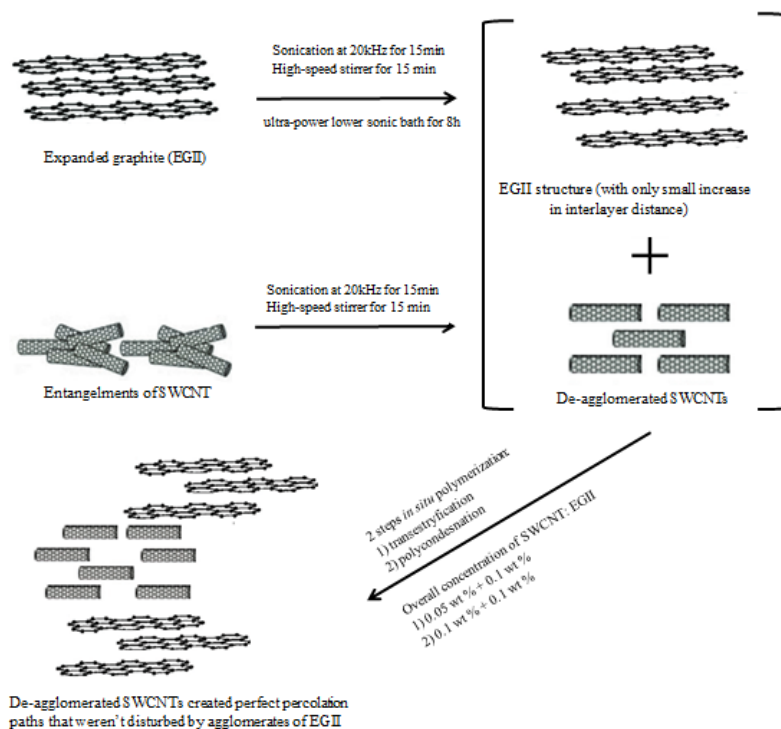 Sonication at 20kHz for 15min
High-speed stirrer for 15 min
ultra-power lower sonic bath for 8h
Expanded graphite (EGII)
EGII structure (with only small increase
in interlayer distance)
+
Sonication at 20kHz for 15min
High-speed stirrer for 15 min
Entangelments of SWCNT
De-agglomerated SWCNTs
2 steps in situ polymerization:
1) transestryfication
2) polycondesnation
Overall concentration of SWCNT: EGII
1) 0.05 wt % + 0.1 wt %
2) 0.1 wt % + 0.1 wt %
De-agglomerated SWCNTs created perfect percolation
paths that weren't disturbed by agglomerates of EGII